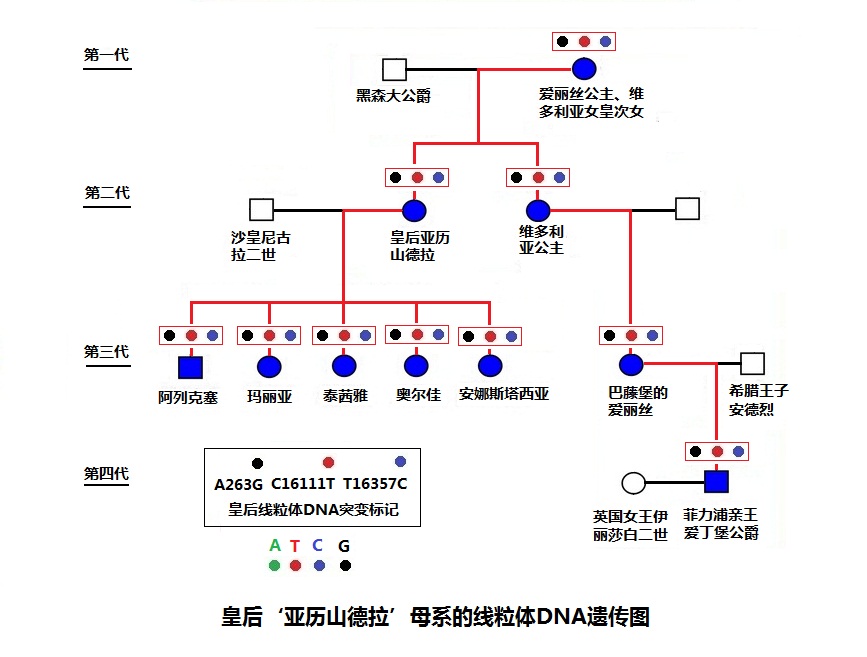 第一代
黑森大公爵
爱丽丝公主、维
多利亚女皇次女
第二代
沙皇尼古
拉二世
皇后亚历
山德拉
维多利
亚公主
第三代
阿列克塞
玛丽亚
泰茜雅
奥尔佳
安娜斯塔西亚
巴藤堡的
爱丽丝
希腊王子
安德烈
第四代
A263G C16111T T16357C
皇后线粒体DNA突变标记
英国女王伊
丽莎白二世
菲力浦亲王
爱丁堡公爵
A T C G
皇后‘亚历山德拉’母系的线粒体DNA遗传图